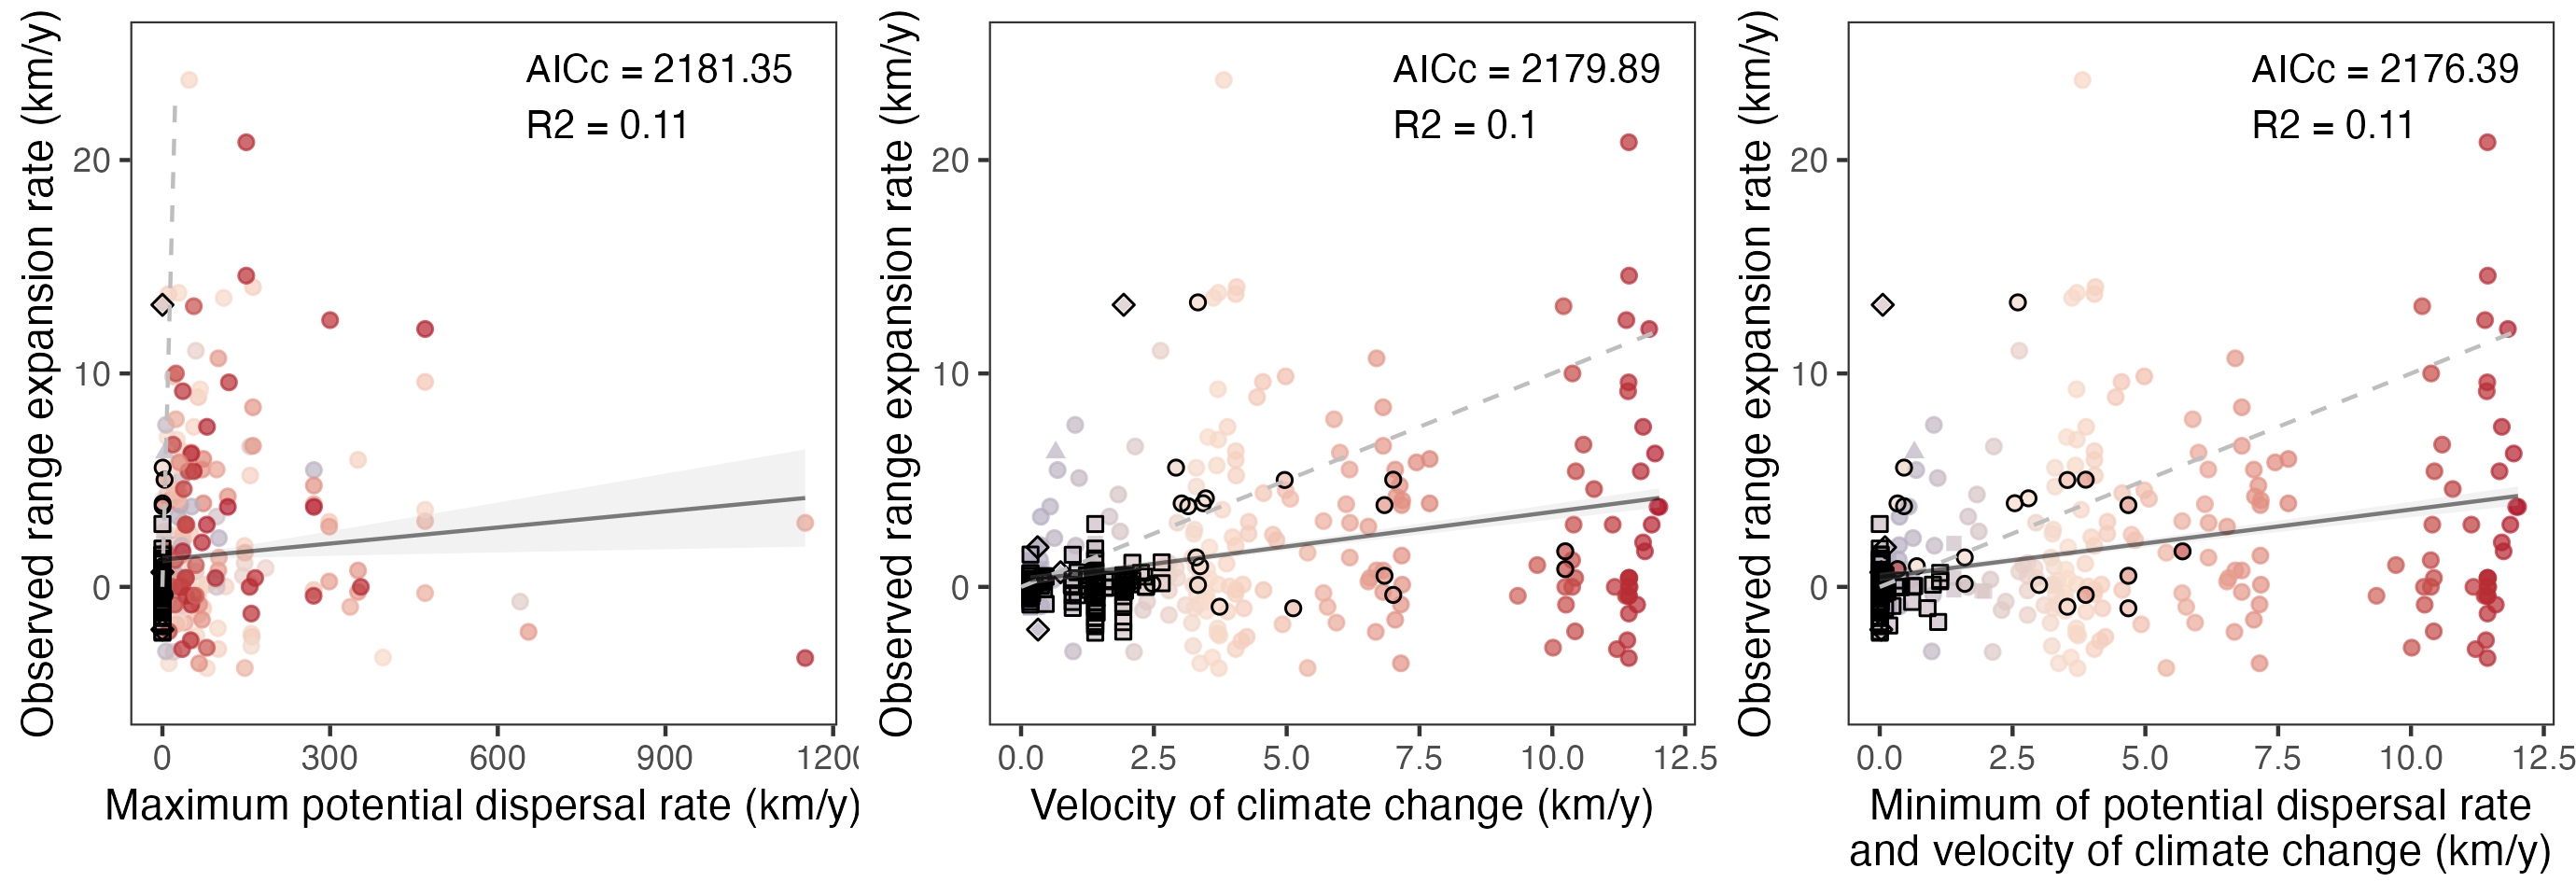 Observed range expansion rate (km/y)
20
10
0
AICc = 2181.35
R2 = 0.11
0 300 600 900 120
Maximum potential dispersal rate (km/y)
Observed range expansion rate (km/y)
20
10
0
AICc = 2179.89
R2 = 0.1
0.0 2.5 5.0 7.5 10.0 12.5
Velocity of climate change (km/y)
Observed range expansion rate (km/y)
20
10
0
AICc = 2176.39
R2 = 0.11
0.0 2.5 5.0 7.5 10.0 12.5
Minimum of potential dispersal rate
and velocity of climate change (km/y)